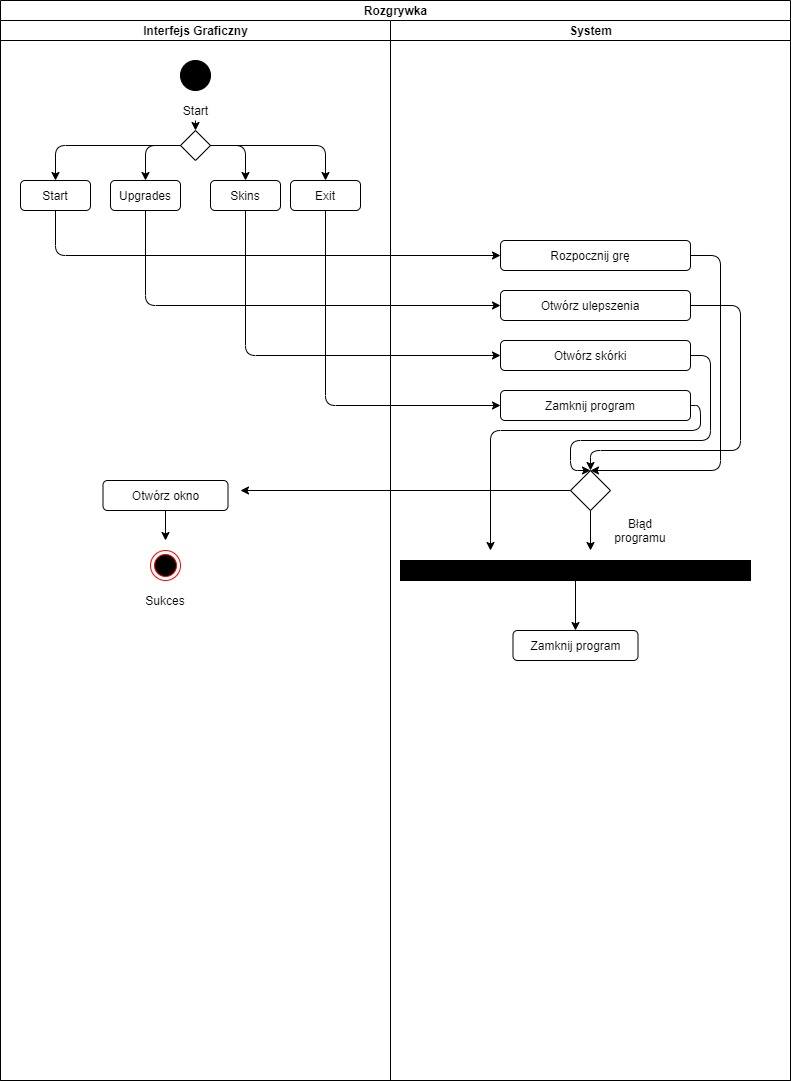 Rozgrywka
Interfejs Graficzny
System
Start
Start
Upgrades
Skins
Exit
Rozpocznij grę
Otwórz ulepszenia
Otwórz skórki
Zamknij program
Otwórz okno
Błąd
programu
Sukces
Zamknij program